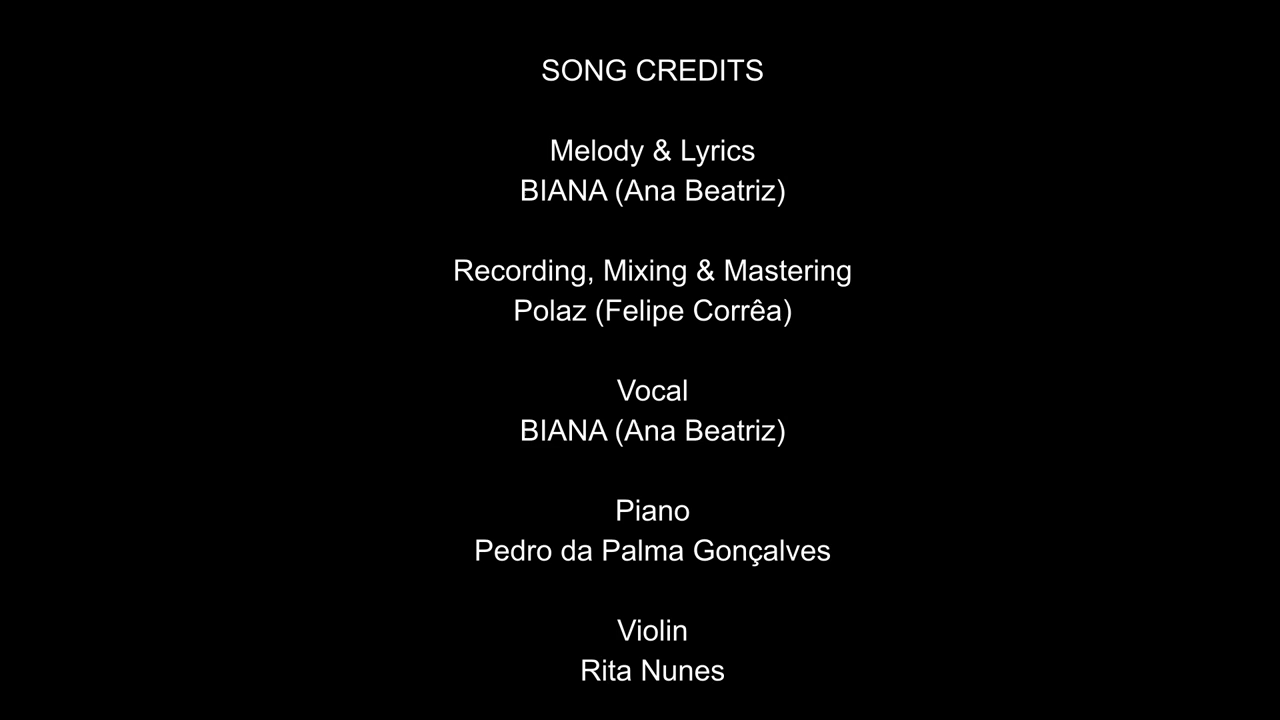 SONG CREDITS
Melody & Lyrics
BIANA (Ana Beatriz)
Recording, Mixing & Mastering
Polaz (Felipe Corrêa)
Vocal
BIANA (Ana Beatriz)
Piano
Pedro da Palma Gonçalves
Violin
Rita Nunes